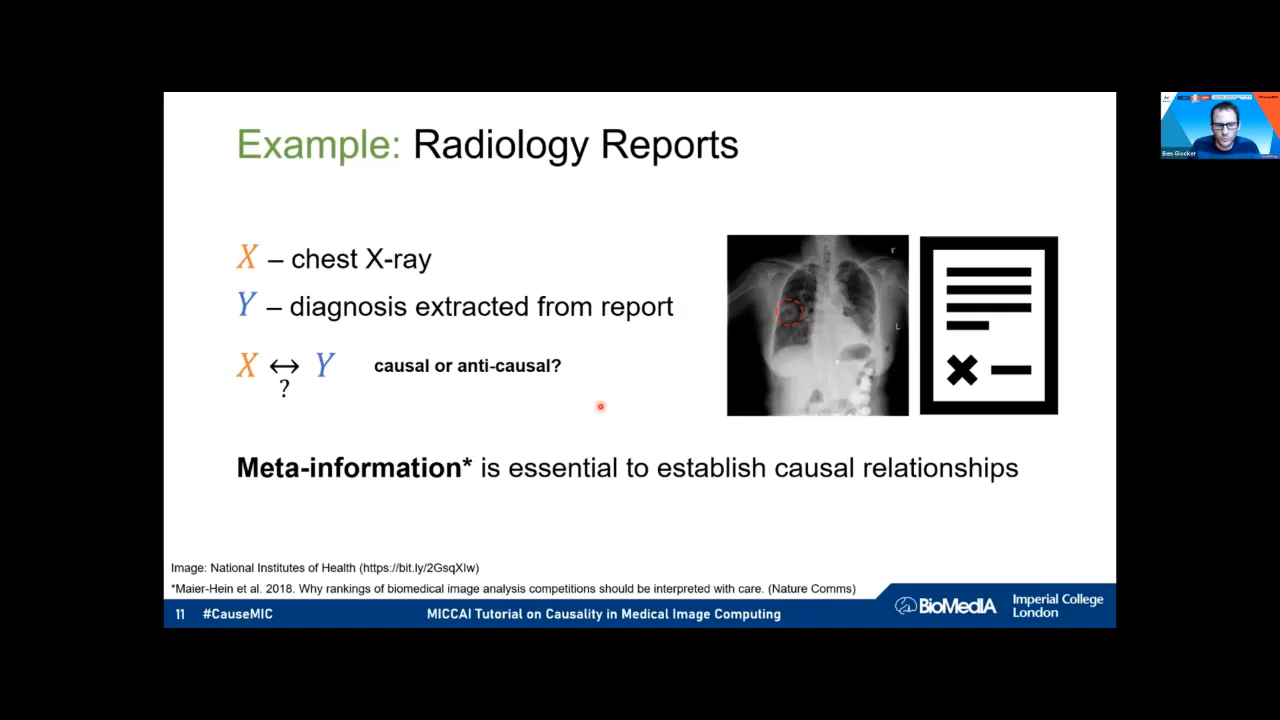 Example: Radiology Reports
X – chest X-ray
Y – diagnosis extracted from report
X ↔ Y causal or anti-causal?
?
F
L
Meta-information* is essential to establish causal relationships
Image: National Institutes of Health (https://bit.ly/2GsqXIw)
*Maier-Hein et al. 2018. Why rankings of biomedical image analysis competitions should be interpreted with care. (Nature Comms)
11 #CauseMIC MICCAI Tutorial on Causality in Medical Image Computing
BioMedIA
Imperial College
London
Ben Glocker